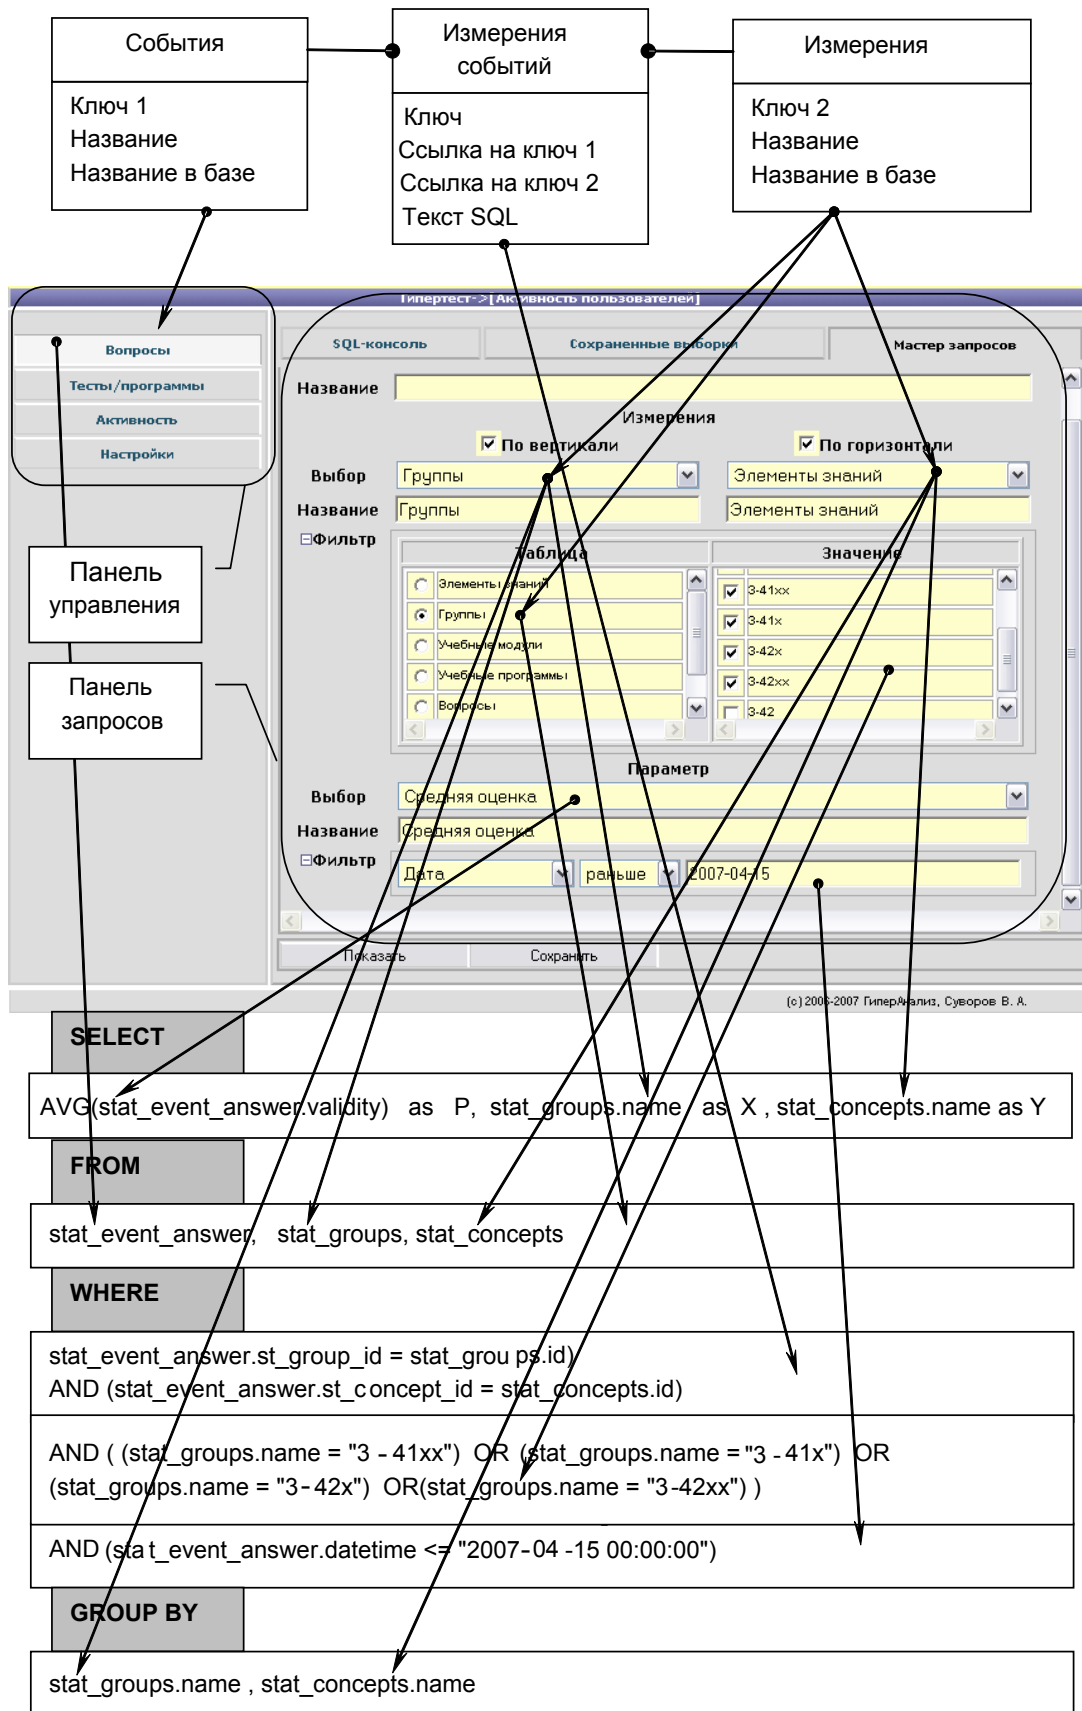 События
Ключ 1
Название
Название в базе
Измерения
событий
Ключ
Ссылка на ключ 1
Ссылка на ключ 2
Текст SQL
Измерения
Ключ 2
Название
Название в базе
Гипертест->[Активность пользователей]
Вопросы
Тесты/программы
Активность
Настройки
Панель
управления
Панель
запросов
SQL-консоль
Сохраненные выборки
Мастер запросов
Название
Измерения
По вертикали
По горизонтали
Выбор
Группы
Элементы знаний
Название
Группы
Элементы знаний
Фильтр
Таблица
Значение
Элементы знаний
3-41xx
Группы
3-41x
Учебные модули
3-42x
Учебные программы
3-42xx
Вопросы
3-42
Параметр
Выбор
Средняя оценка
Название
Средняя оценка
Фильтр
Дата
раньше
2007-04-15
Показать
Сохранить
(c) 2006-2007 ГиперАнализ, Суворов В. А.
SELECT
AVG(stat_event_answer.validity) as P, stat_groups.name as X , stat_concepts.name as Y
FROM
stat_event_answer, stat_groups, stat_concepts
WHERE
stat_event_answer.st_group_id = stat_grou ps.id)
AND (stat_event_answer.st_c oncept_id = stat_concepts.id)
AND ( (stat_groups.name = "3 - 41xx") OR (stat_groups.name = "3 - 41x") OR
(stat_groups.name = "3- 42x") OR(stat_groups.name = "3-42xx") )
AND (sta t_event_answer.datetime <= "2007-04 -15 00:00:00")
GROUP BY
stat_groups.name , stat_concepts.name